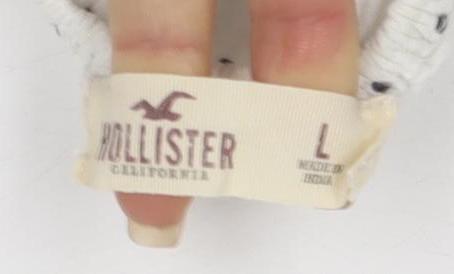 HOLLISTER
CALIFORNIA
L
MADE IN
INDIA